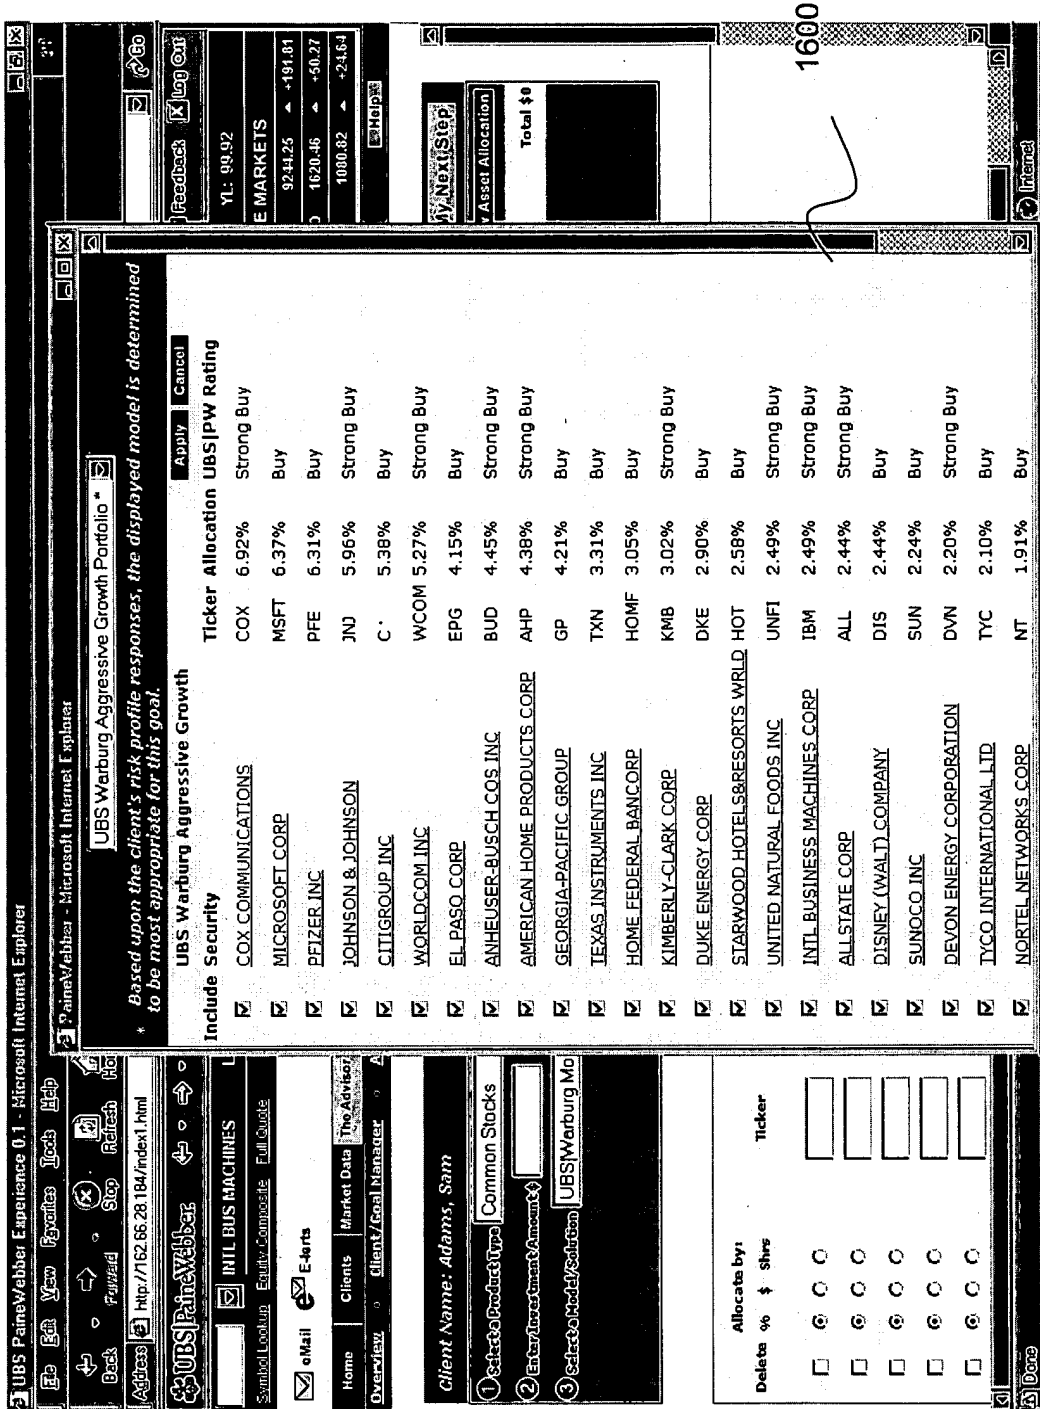 UBS PaineWebber Experience 0.1 - Microsoft Internet Explorer
File Edit View Favorites Tools Help
Back Forward Stop Refresh
Address http://162.66.28.184/index1.html Go
UBS|PaineWebber
Feedback X Log Out
INTL BUS MACHINES
YL: 99.92
Symbol Lookup Equity Composite Full Quote
E MARKETS
9244.25 +191.81
1620.46 +50.27
1080.82 +24.64
eMail E-lerts
Home Clients Market Data The Advisor
Help
Overview Client/Goal Manager
Client Name: Adams, Sam
My Next Step
1 Select a Product Type Common Stocks
2 Enter Investment Amount $
3 Select a Model/Solution UBS|Warburg Mo
Asset Allocation
Total $0
Allocate by:
Delete % $ Shrs Ticker
Done
Internet
PaineWebber - Microsoft Internet Explorer
UBS Warburg Aggressive Growth Portfolio *
* Based upon the client's risk profile responses, the displayed model is determined
to be most appropriate for this goal.
UBS Warburg Aggressive Growth Apply Cancel
Include Security Ticker Allocation UBS|PW Rating
COX COMMUNICATIONS COX 6.92% Strong Buy
MICROSOFT CORP MSFT 6.37% Buy
PFIZER INC PFE 6.31% Buy
JOHNSON & JOHNSON JNJ 5.96% Strong Buy
CITIGROUP INC C 5.38% Buy
WORLDCOM INC WCOM 5.27% Strong Buy
EL PASO CORP EPG 4.15% Buy
ANHEUSER-BUSCH COS INC BUD 4.45% Strong Buy
AMERICAN HOME PRODUCTS CORP AHP 4.38% Strong Buy
GEORGIA-PACIFIC GROUP GP 4.21% Buy
TEXAS INSTRUMENTS INC TXN 3.31% Buy
HOME FEDERAL BANCORP HOMF 3.05% Buy
KIMBERLY-CLARK CORP KMB 3.02% Strong Buy
DUKE ENERGY CORP DKE 2.90% Buy
STARWOOD HOTELS&RESORTS WRLD HOT 2.58% Buy
UNITED NATURAL FOODS INC UNFI 2.49% Strong Buy
INTL BUSINESS MACHINES CORP IBM 2.49% Strong Buy
ALLSTATE CORP ALL 2.44% Strong Buy
DISNEY (WALT) COMPANY DIS 2.44% Buy
SUNOCO INC SUN 2.24% Buy
DEVON ENERGY CORPORATION DVN 2.20% Strong Buy
TYCO INTERNATIONAL LTD TYC 2.10% Buy
NORTEL NETWORKS CORP NT 1.91% Buy
1600